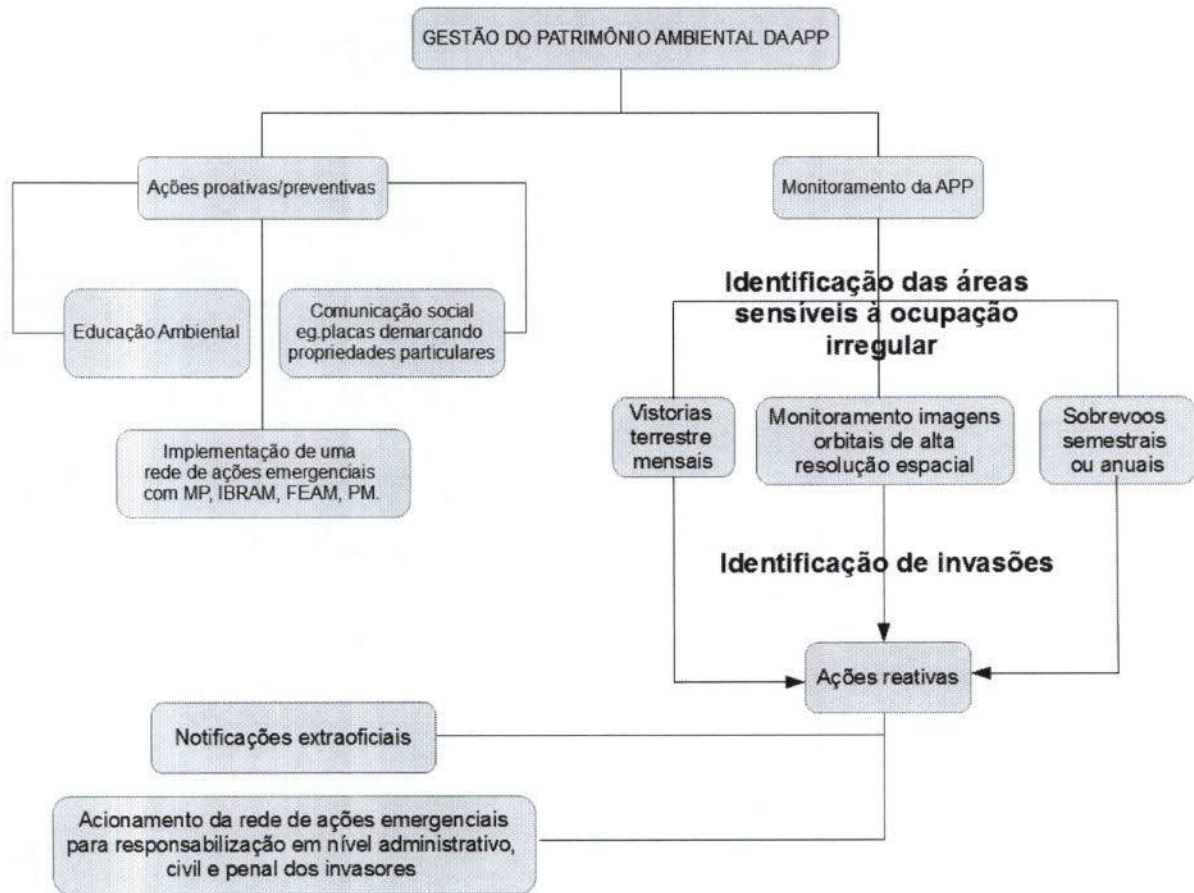 GESTÃO DO PATRIMÔNIO AMBIENTAL DA APP
Ações proativas/preventivas
Educação Ambiental
Comunicação social
eg.placas demarcando
propriedades particulares
Implementação de uma
rede de ações emergenciais
com MP, IBRAM, FEAM, PM.
Monitoramento da APP
Identificação das áreas
sensíveis à ocupação
irregular
Vistorias
terrestre
mensais
Monitoramento imagens
orbitais de alta
resolução espacial
Sobrevoos
semestrais
ou anuais
Identificação de invasões
Ações reativas
Notificações extraoficiais
Acionamento da rede de ações emergenciais
para responsabilização em nível administrativo,
civil e penal dos invasores